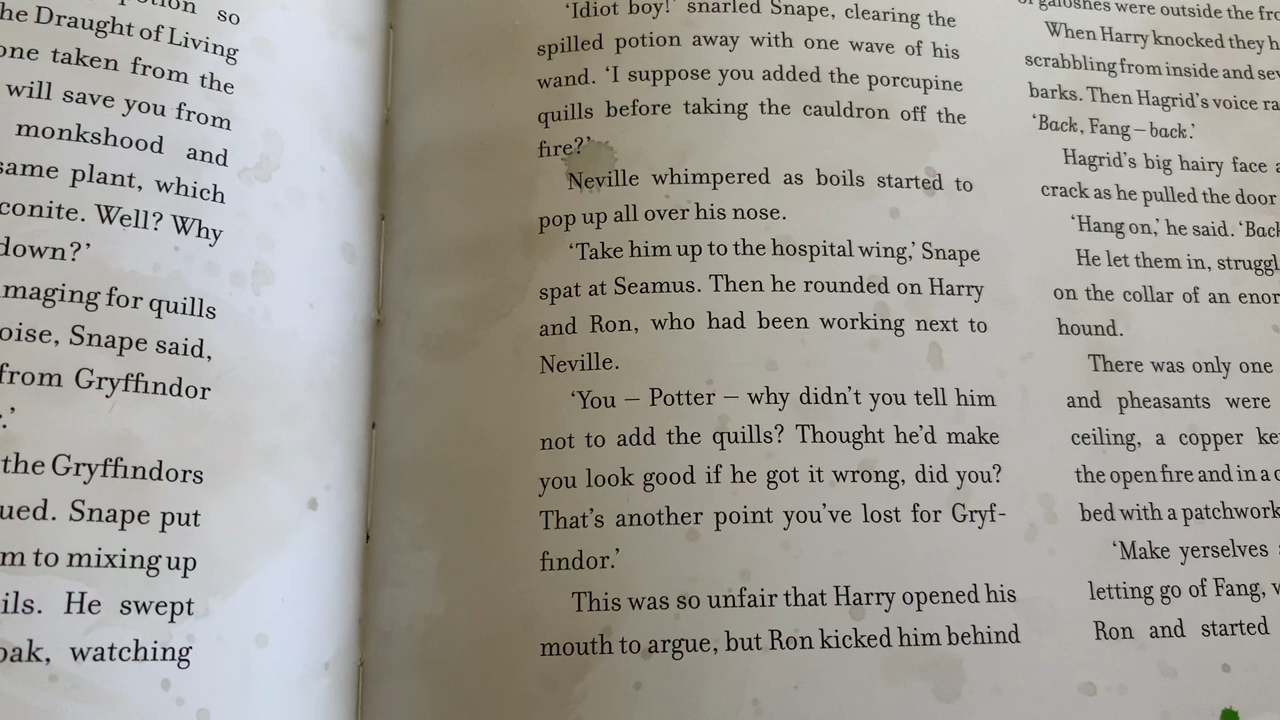 so
he Draught of Living
one taken from the
will save you from
monkshood and
same plant, which
conite. Well? Why
down?’
maging for quills
oise, Snape said,
from Gryffindor
.’
the Gryffindors
ued. Snape put
m to mixing up
ils. He swept
oak, watching
‘Idiot boy!’ snarled Snape, clearing the
spilled potion away with one wave of his
wand. ‘I suppose you added the porcupine
quills before taking the cauldron off the
fire?’
Neville whimpered as boils started to
pop up all over his nose.
‘Take him up to the hospital wing,’ Snape
spat at Seamus. Then he rounded on Harry
and Ron, who had been working next to
Neville.
‘You – Potter – why didn’t you tell him
not to add the quills? Thought he’d make
you look good if he got it wrong, did you?
That’s another point you’ve lost for Gryf-
findor.’
This was so unfair that Harry opened his
mouth to argue, but Ron kicked him behind
galoshes were outside the fro
When Harry knocked they h
scrabbling from inside and sev
barks. Then Hagrid’s voice ra
‘Back, Fang – back.’
Hagrid’s big hairy face a
crack as he pulled the door
‘Hang on,’ he said. ‘Back
He let them in, struggl
on the collar of an enor
hound.
There was only one
and pheasants were
ceiling, a copper ke
the open fire and in a c
bed with a patchwork
‘Make yerselves
letting go of Fang, w
Ron and started